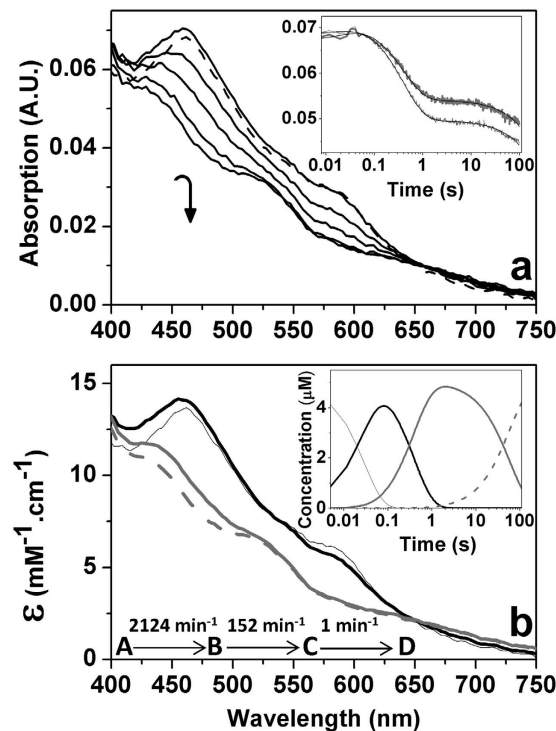 0.06
0.04
0.02
0.00
Absorption (A.U.)
0.07
0.06
0.05
0.01 0.1 1 10 100
Time (s)
a
400 450 500 550 600 650 700 750
15
10
5
0
ε (mM⁻¹.cm⁻¹)
4
2
0
Concentration (µM)
0.01 0.1 1 10 100
Time (s)
b
2124 min⁻¹ 152 min⁻¹ 1 min⁻¹
A B C D
400 450 500 550 600 650 700 750
Wavelength (nm)